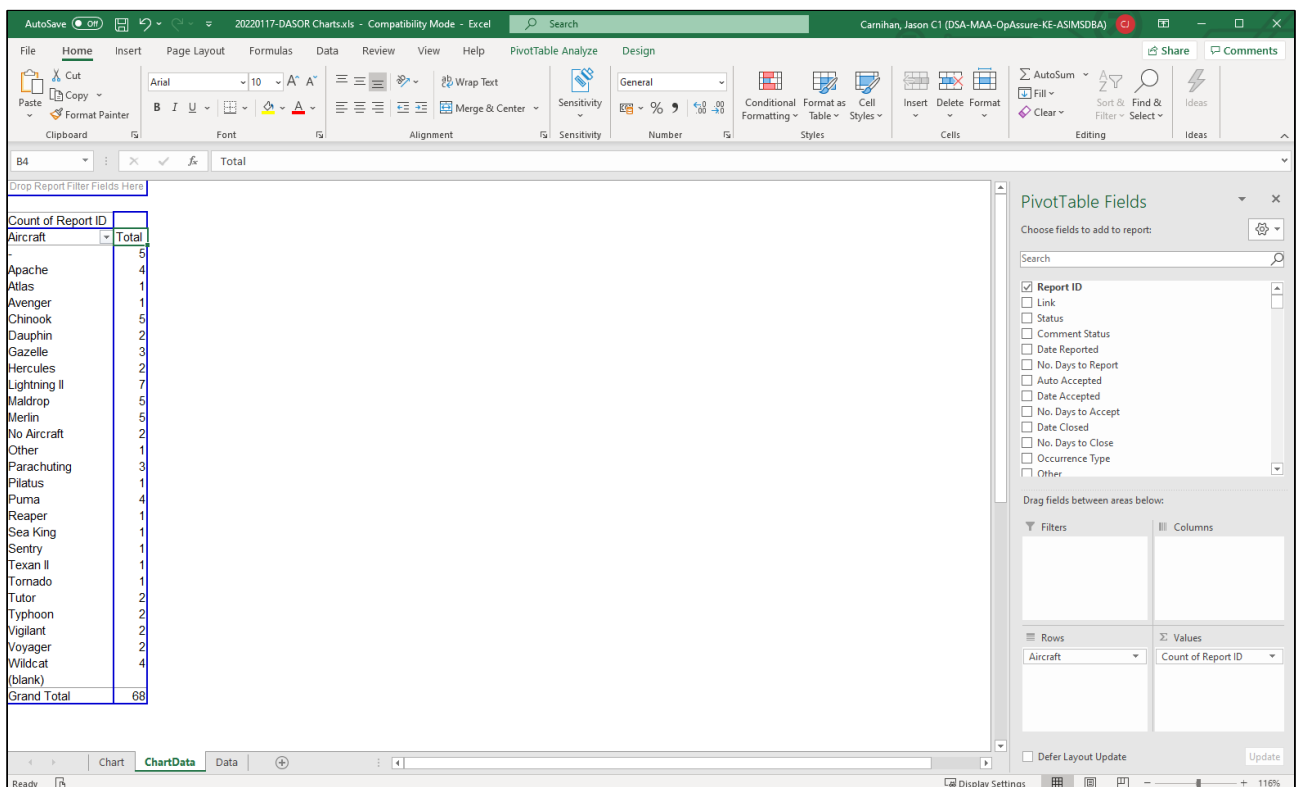 AutoSave Off 20220117-DASOR Charts.xls - Compatibility Mode - Excel Search Carnihan, Jason C1 (DSA-MAA-OpAssure-KE-ASIMSDBA) CJ
File Home Insert Page Layout Formulas Data Review View Help PivotTable Analyze Design Share Comments
Paste Cut Copy Format Painter
Arial 10 A A
B I U A
Wrap Text
Merge & Center
Sensitivity
General
% 9 .00 .00
Conditional Formatting Format as Table Cell Styles
Insert Delete Format
AutoSum Fill Clear
Sort & Filter Find & Select
Ideas
Clipboard Font Alignment Sensitivity Number Styles Cells Editing Ideas
B4 fx Total
Drop Report Filter Fields Here
Count of Report ID
Aircraft Total
- 5
Apache 4
Atlas 1
Avenger 1
Chinook 5
Dauphin 2
Gazelle 3
Hercules 2
Lightning II 7
Maldrop 5
Merlin 5
No Aircraft 2
Other 1
Parachuting 3
Pilatus 1
Puma 4
Reaper 1
Sea King 1
Sentry 1
Texan II 1
Tornado 1
Tutor 2
Typhoon 2
Vigilant 2
Voyager 2
Wildcat 4
(blank)
Grand Total 68
PivotTable Fields
Choose fields to add to report:
Search
Report ID
Link
Status
Comment Status
Date Reported
No. Days to Report
Auto Accepted
Date Accepted
No. Days to Accept
Date Closed
No. Days to Close
Occurrence Type
Other
Drag fields between areas below:
Filters Columns
Rows Σ Values
Aircraft Count of Report ID
Defer Layout Update Update
Chart ChartData Data
Ready Display Settings 116%